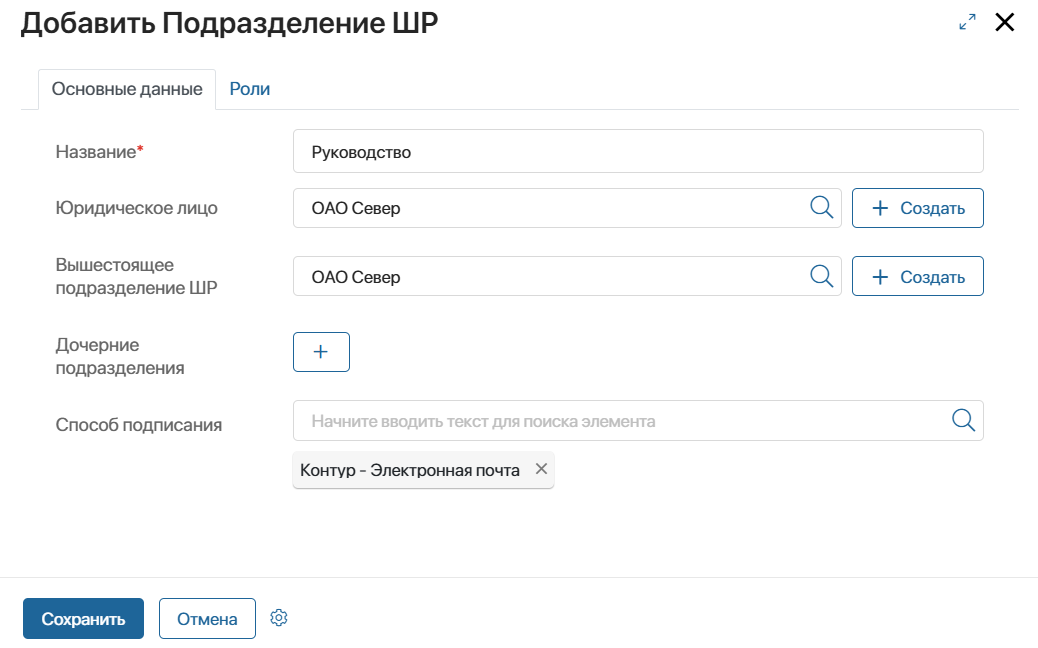 Добавить Подразделение ШР
Основные данные Роли
Название* Руководство
Юридическое лицо ОАО Север + Создать
Вышестоящее
подразделение ШР ОАО Север + Создать
Дочерние
подразделения +
Способ подписания Начните вводить текст для поиска элемента
Контур - Электронная почта ×
Сохранить Отмена